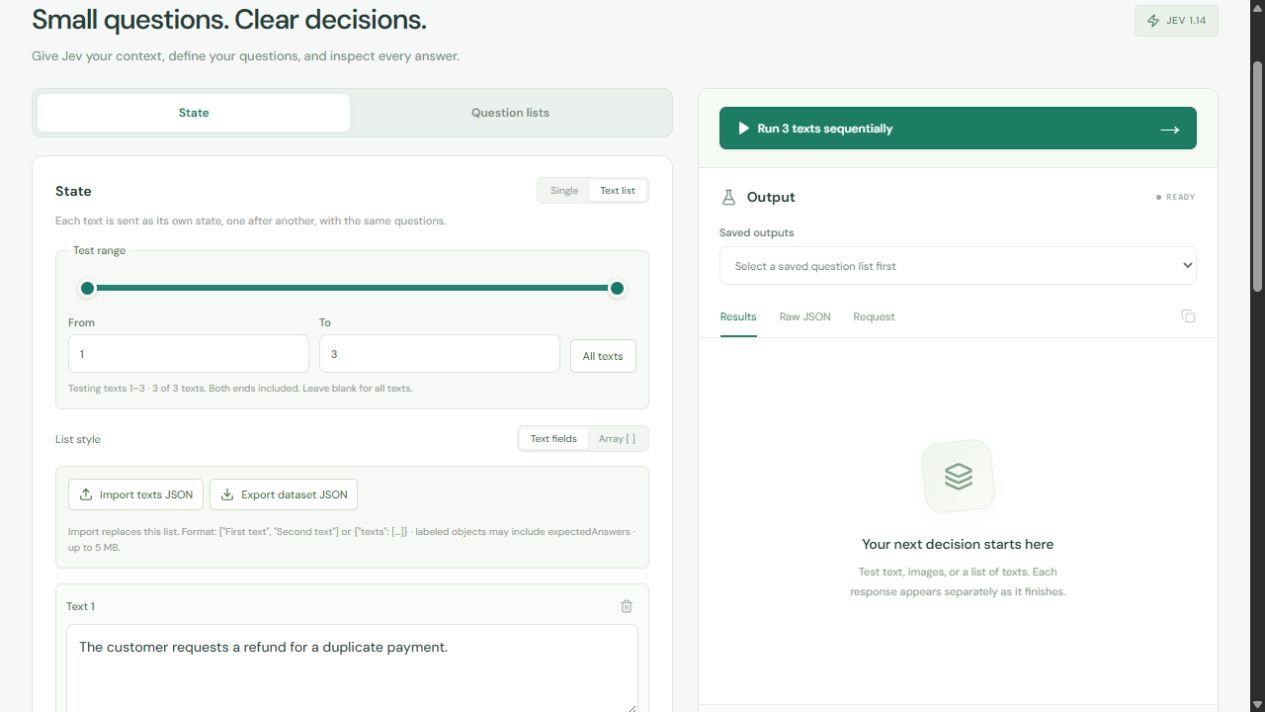 Small questions. Clear decisions.
JEV 1.14
Give Jev your context, define your questions, and inspect every answer.
State
Question lists
State
Single
Text list
Each text is sent as its own state, one after another, with the same questions.
Test range
From
To
1
3
All texts
Testing texts 1–3 · 3 of 3 texts. Both ends included. Leave blank for all texts.
List style
Text fields
Array [ ]
Import texts JSON
Export dataset JSON
Import replaces this list. Format: ["First text", "Second text"] or {"texts": [...]} · labeled objects may include expectedAnswers ·
up to 5 MB.
Text 1
The customer requests a refund for a duplicate payment.
Run 3 texts sequentially
Output
READY
Saved outputs
Select a saved question list first
Results
Raw JSON
Request
Your next decision starts here
Test text, images, or a list of texts. Each
response appears separately as it finishes.